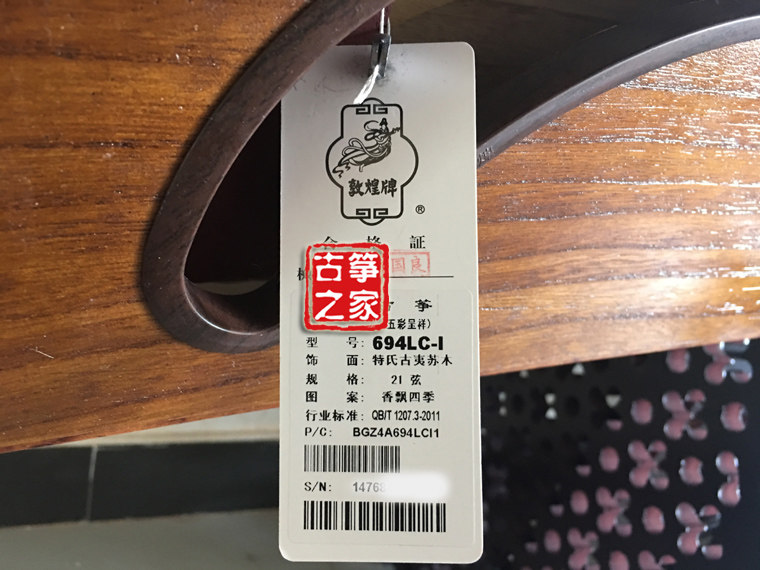 敦煌牌
®
合格証
国良
古筝之家
筝
五彩呈祥)
型 号: 694LC-I
饰 面: 特氏古夷苏木
规 格: 21 弦
图 案: 香飘四季
行业标准: QB/T 1207.3-2011
P/C: BGZ4A694LCI1
S/N: 1476